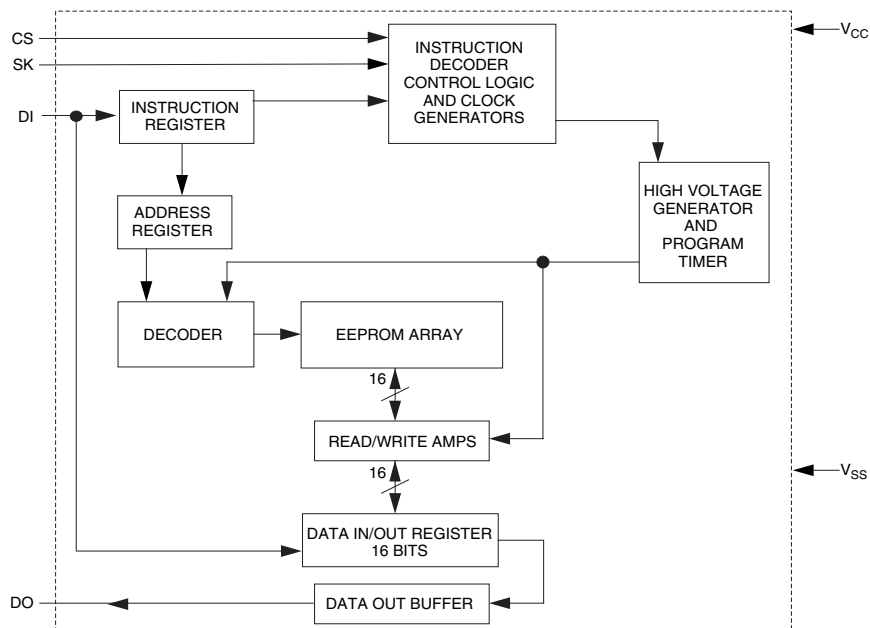 CS
SK
DI
INSTRUCTION
REGISTER
INSTRUCTION
DECODER
CONTROL LOGIC
AND CLOCK
GENERATORS
V_CC
ADDRESS
REGISTER
HIGH VOLTAGE
GENERATOR
AND
PROGRAM
TIMER
DECODER
EEPROM ARRAY
16
READ/WRITE AMPS
16
V_SS
DATA IN/OUT REGISTER
16 BITS
DO
DATA OUT BUFFER